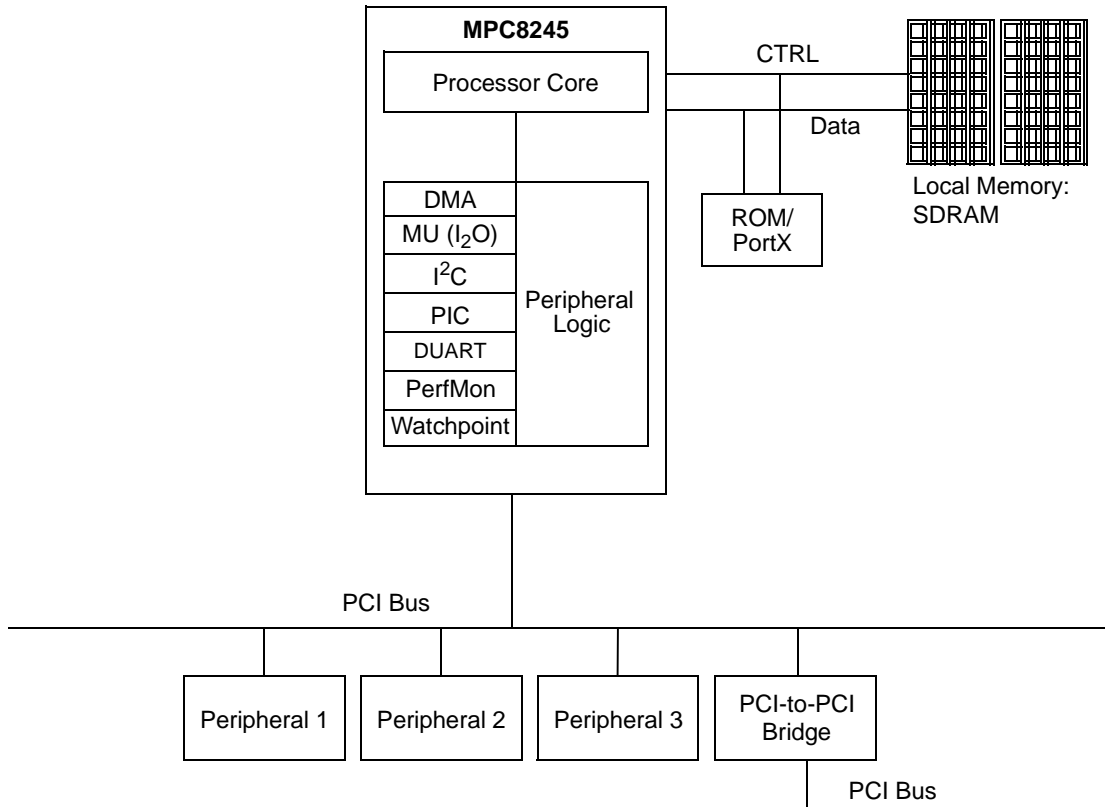 MPC8245
Processor Core
CTRL
Data
Local Memory:
SDRAM
ROM/
PortX
DMA
MU (I₂O)
I²C
PIC
DUART
PerfMon
Watchpoint
Peripheral
Logic
PCI Bus
Peripheral 1
Peripheral 2
Peripheral 3
PCI-to-PCI
Bridge
PCI Bus